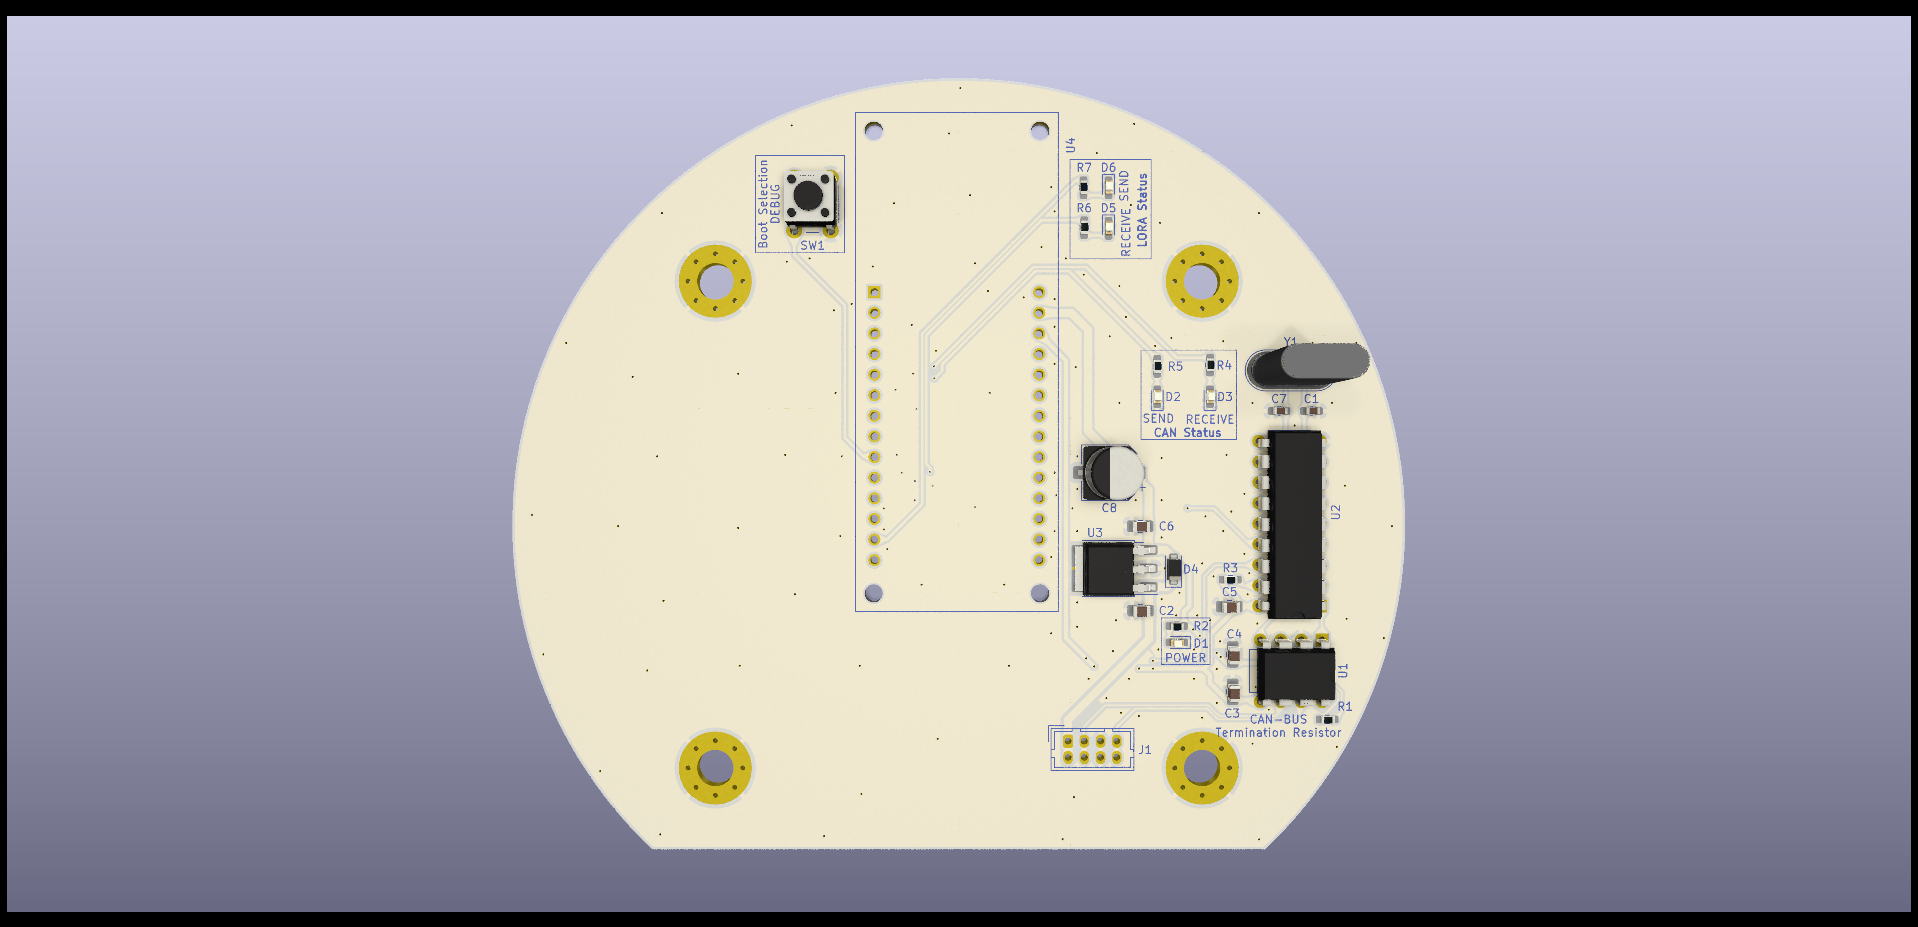 U4
Boot Selection
DEBUG
SW1
R7 D6
SEND
R6 D5
RECEIVE
LORA Status
Y1
R5
R4
D2
D3
SEND
RECEIVE
CAN Status
C7
C1
C8
U2
C6
U3
D4
R3
C5
C2
R2
D1
POWER
C4
U1
C3
R1
CAN-BUS
Termination Resistor
J1
+